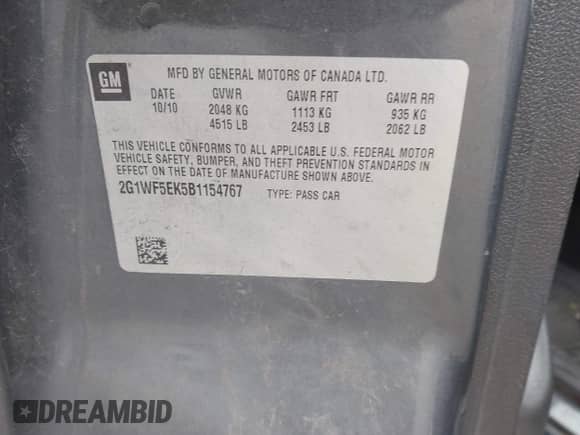 GM
MFD BY GENERAL MOTORS OF CANADA LTD.
DATE GVWR GAWR FRT GAWR RR
10/10 2048 KG 1113 KG 935 KG
4515 LB 2453 LB 2062 LB
THIS VEHICLE CONFORMS TO ALL APPLICABLE U.S. FEDERAL MOTOR
VEHICLE SAFETY, BUMPER, AND THEFT PREVENTION STANDARDS IN
EFFECT ON THE DATE OF MANUFACTURE SHOWN ABOVE.
2G1WF5EK5B1154767 TYPE: PASS CAR
DREAMBID